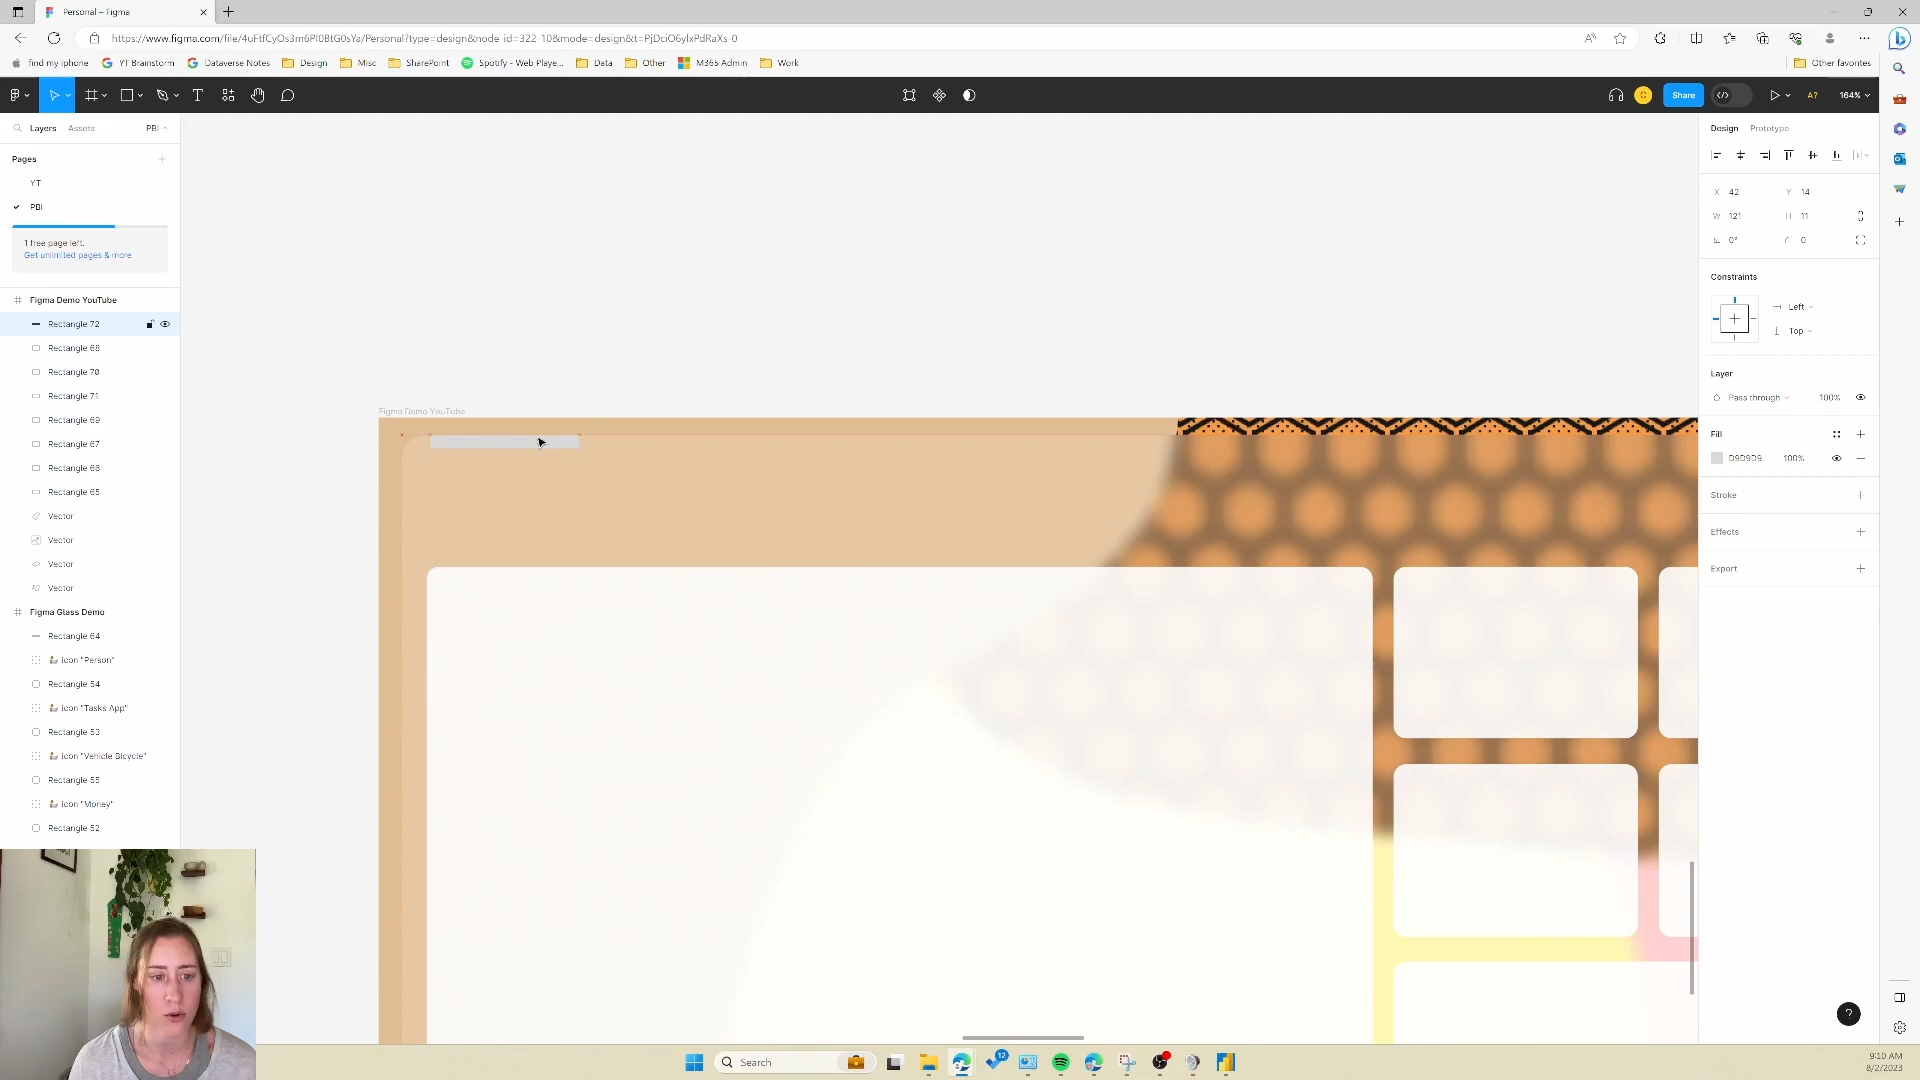 Personal – Figma
https://www.figma.com/file/4uFtfCyOs3m6Pl0BtG0sYa/Personal?type=design&node-id=322-10&mode=design&t=PjDciO6ylxPdRaXs-0
find my iphone
YT Brainstorm
Dataverse Notes
Design
Misc
SharePoint
Spotify - Web Playe...
Data
Other
M365 Admin
Work
Other favorites
C
Share
A?
164%
Layers
Assets
PBI
Design
Prototype
Pages
YT
PBI
1 free page left.
Get unlimited pages & more
X 42
Y 14
W 121
H 11
0°
0
Constraints
Left
Top
Layer
Pass through
100%
Fill
D9D9D9
100%
Stroke
Effects
Export
Figma Demo YouTube
Rectangle 72
Rectangle 68
Rectangle 70
Rectangle 71
Rectangle 69
Rectangle 67
Rectangle 66
Rectangle 65
Vector
Vector
Vector
Vector
Figma Glass Demo
Rectangle 64
icon "Person"
Rectangle 54
icon "Tasks App"
Rectangle 53
icon "Vehicle Bicycle"
Rectangle 55
icon "Money"
Rectangle 52
Figma Demo YouTube
?
Search
12
9:10 AM
8/2/2023